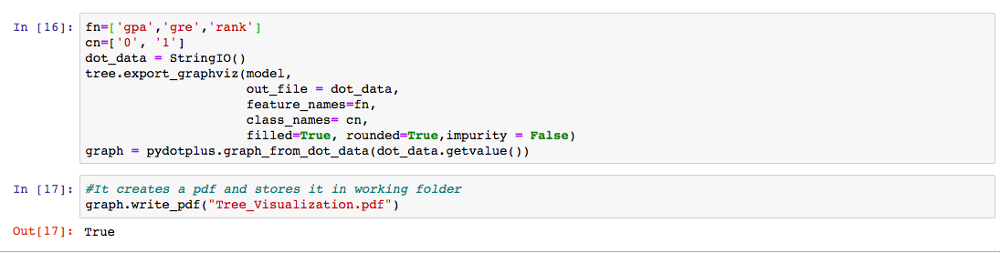 In [16]: fn=['gpa','gre','rank']
cn=['0', '1']
dot_data = StringIO()
tree.export_graphviz(model,
                      out_file = dot_data,
                      feature_names=fn,
                      class_names= cn,
                      filled=True, rounded=True,impurity = False)
graph = pydotplus.graph_from_dot_data(dot_data.getvalue())
In [17]: #It creates a pdf and stores it in working folder
graph.write_pdf("Tree_Visualization.pdf")
Out[17]: True